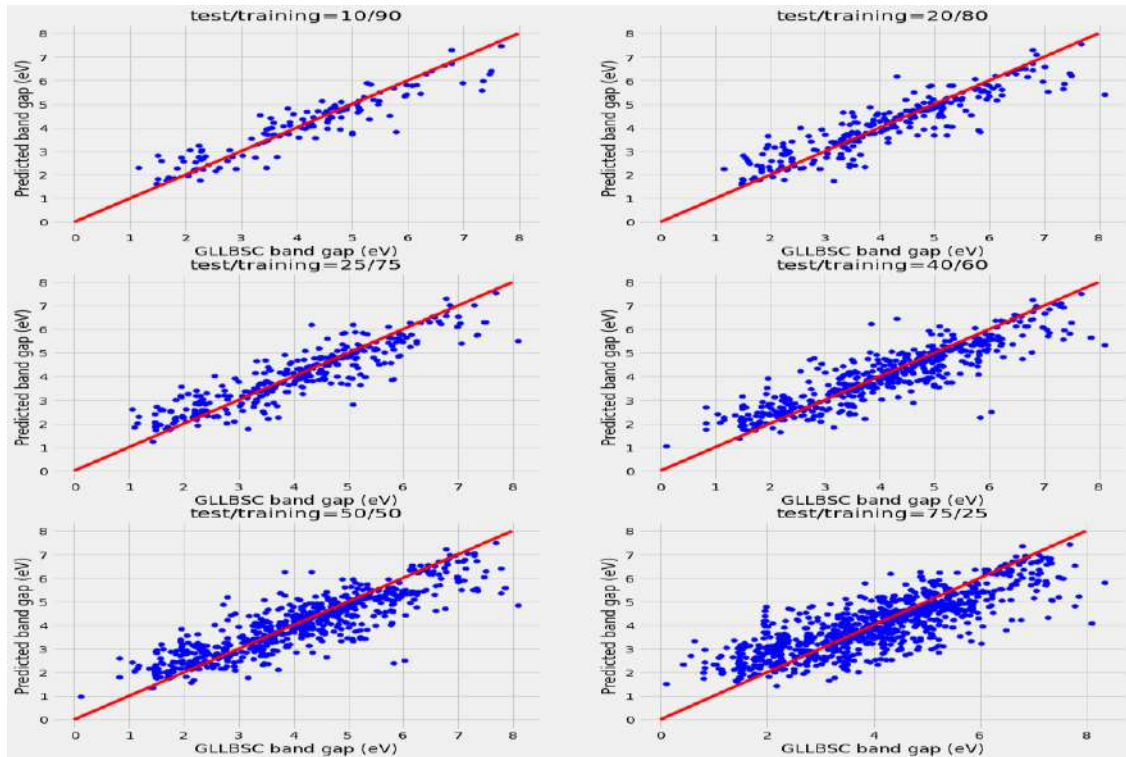 test/training=10/90
Predicted band gap (eV)
8
7
6
5
4
3
2
1
0
0 1 2 3 4 5 6 7 8
GLLBSC band gap (eV)
test/training=20/80
Predicted band gap (eV)
8
7
6
5
4
3
2
1
0
0 1 2 3 4 5 6 7 8
GLLBSC band gap (eV)
test/training=25/75
Predicted band gap (eV)
8
7
6
5
4
3
2
1
0
0 1 2 3 4 5 6 7 8
GLLBSC band gap (eV)
test/training=40/60
Predicted band gap (eV)
8
7
6
5
4
3
2
1
0
0 1 2 3 4 5 6 7 8
GLLBSC band gap (eV)
test/training=50/50
Predicted band gap (eV)
8
7
6
5
4
3
2
1
0
0 1 2 3 4 5 6 7 8
GLLBSC band gap (eV)
test/training=75/25
Predicted band gap (eV)
8
7
6
5
4
3
2
1
0
0 2 4 6 8
GLLBSC band gap (eV)